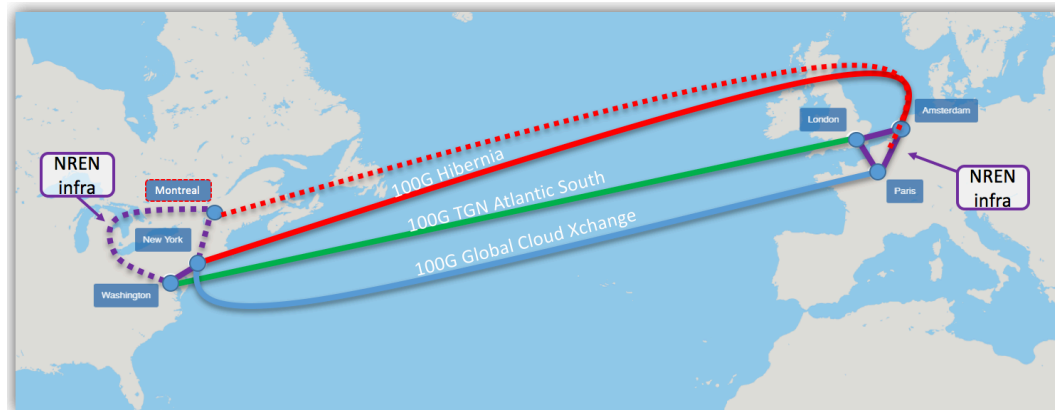 NREN
infra
Montreal
New York
Washington
100G Hibernia
100G TGN Atlantic South
100G Global Cloud Xchange
London
Amsterdam
Paris
NREN
infra